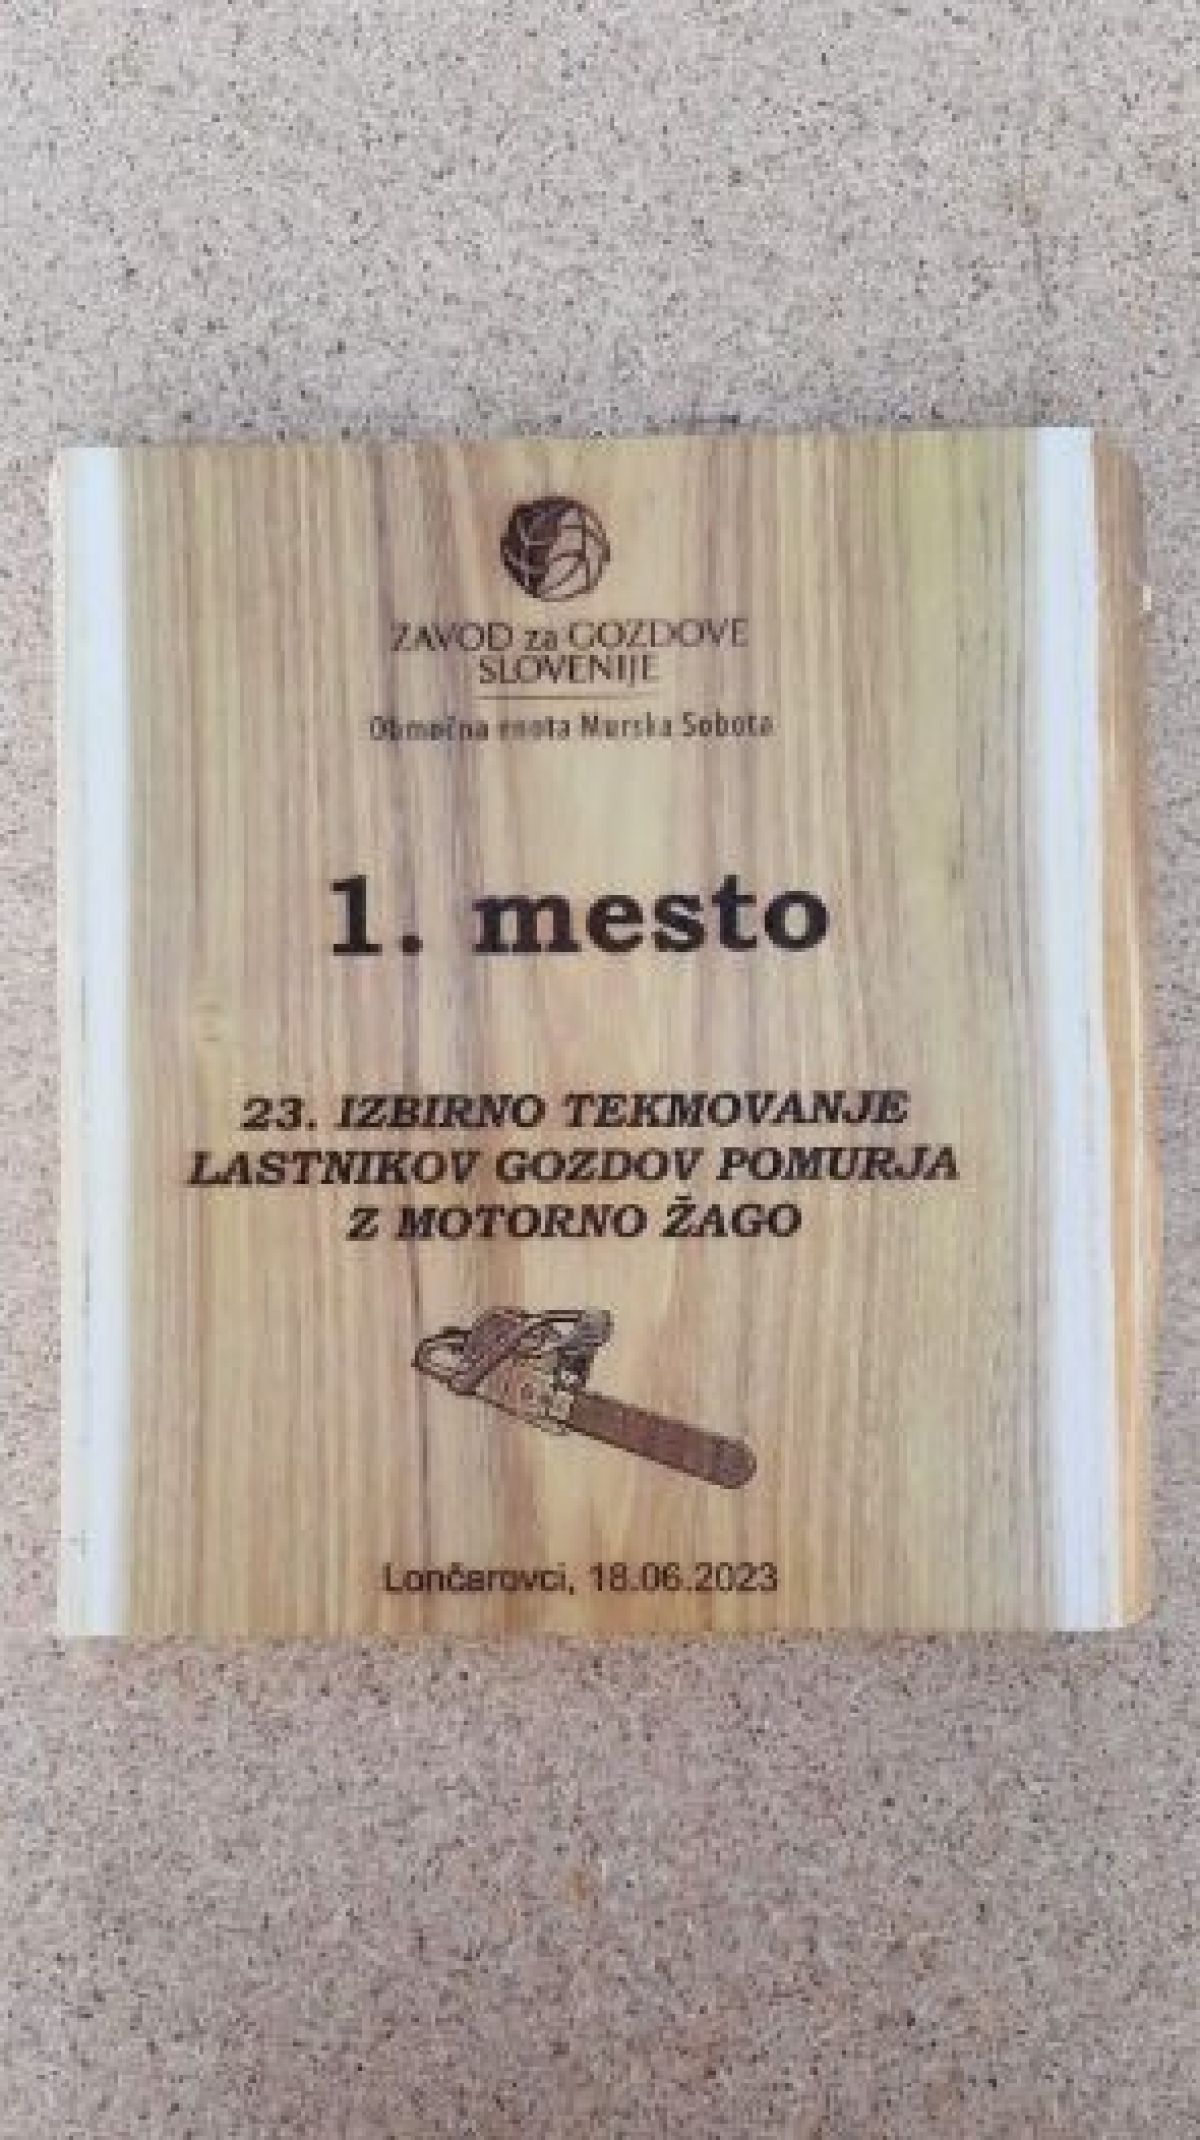 ZAVOD za GOZDOVE
SLOVENIJE
Območna enota Murska Sobota
1. mesto
23. IZBIRNO TEKMOVANJE
LASTNIKOV GOZDOV POMURJA
Z MOTORNO ŽAGO
Lončarovci, 18.06.2023